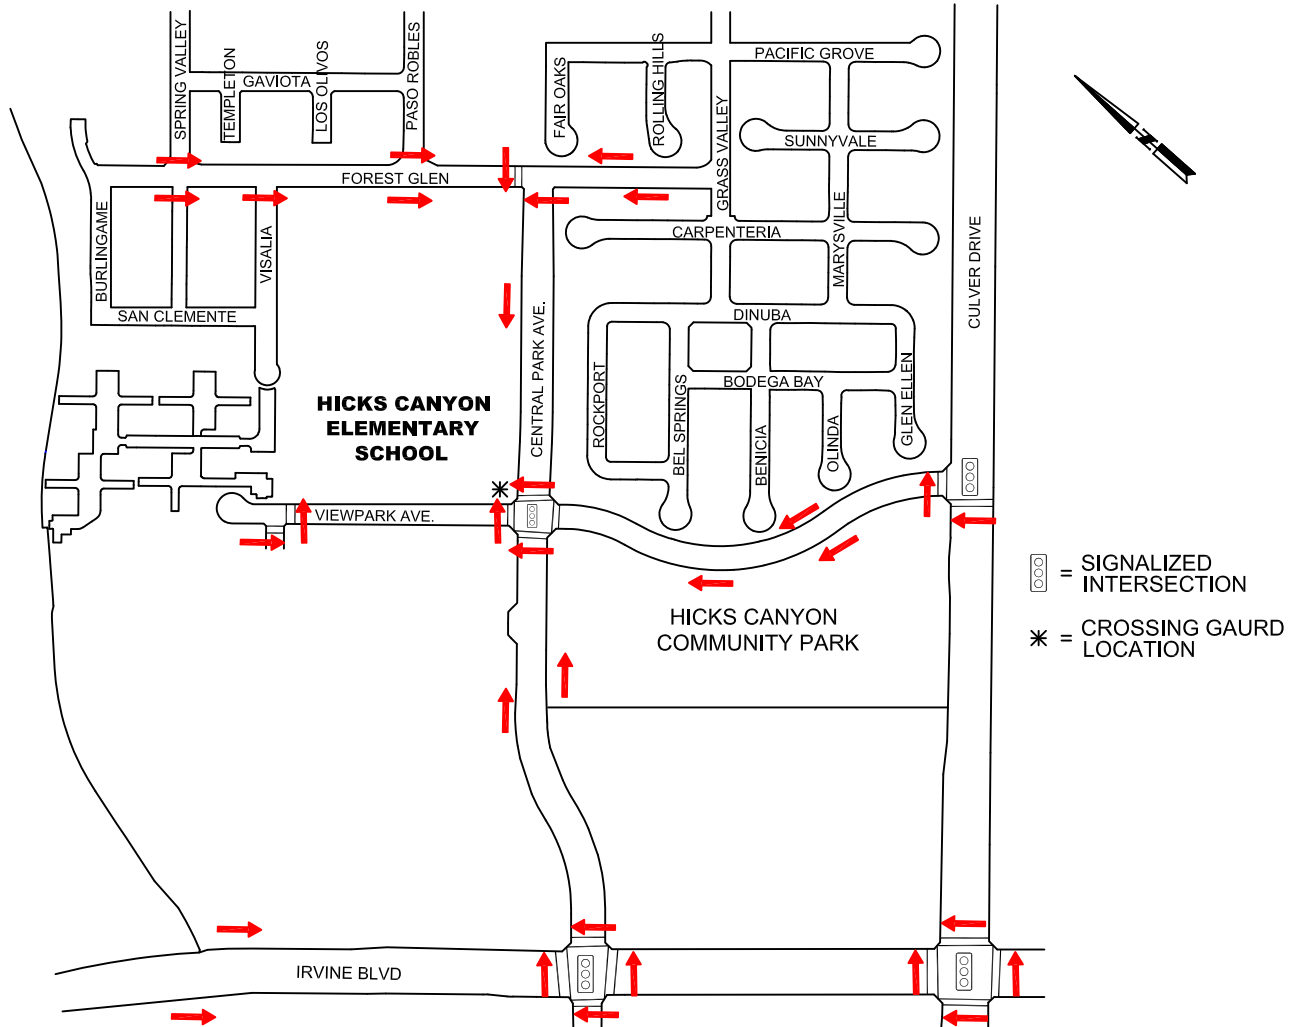 SPRING VALLEY
TEMPLETON
GAVIOTA
LOS OLIVOS
PASO ROBLES
FAIR OAKS
ROLLING HILLS
PACIFIC GROVE
GRASS VALLEY
SUNNYVALE
N
FOREST GLEN
BURLINGAME
VISALIA
CARPENTERIA
MARYSVILLE
CULVER DRIVE
SAN CLEMENTE
CENTRAL PARK AVE.
DINUBA
ROCKPORT
BEL SPRINGS
BODEGA BAY
BENICIA
OLINDA
GLEN ELLEN
HICKS CANYON
ELEMENTARY
SCHOOL
VIEWPARK AVE.
HICKS CANYON
COMMUNITY PARK
= SIGNALIZED
INTERSECTION
= CROSSING GAURD
LOCATION
IRVINE BLVD